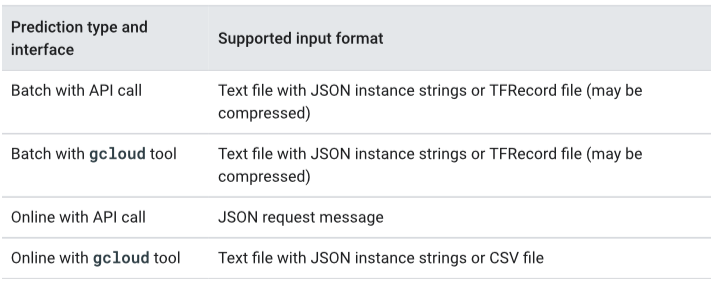 Prediction type and
interface
Supported input format
Batch with API call
Text file with JSON instance strings or TFRecord file (may be
compressed)
Batch with gcloud tool
Text file with JSON instance strings or TFRecord file (may be
compressed)
Online with API call
JSON request message
Online with gcloud tool
Text file with JSON instance strings or CSV file